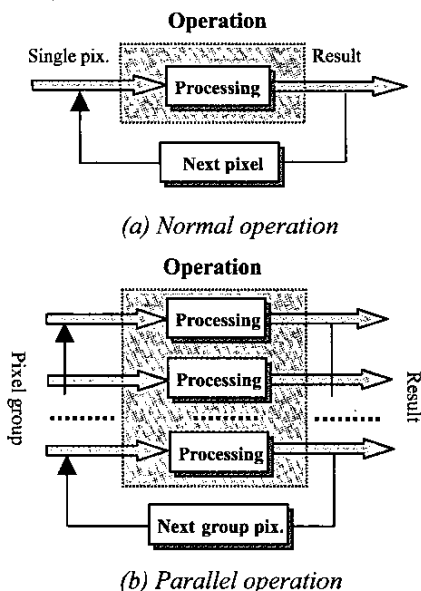 Operation
Single pix.
Result
Processing
Next pixel
(a) Normal operation
Operation
Pixel group
Processing
Processing
Processing
Result
Next group pix.
(b) Parallel operation